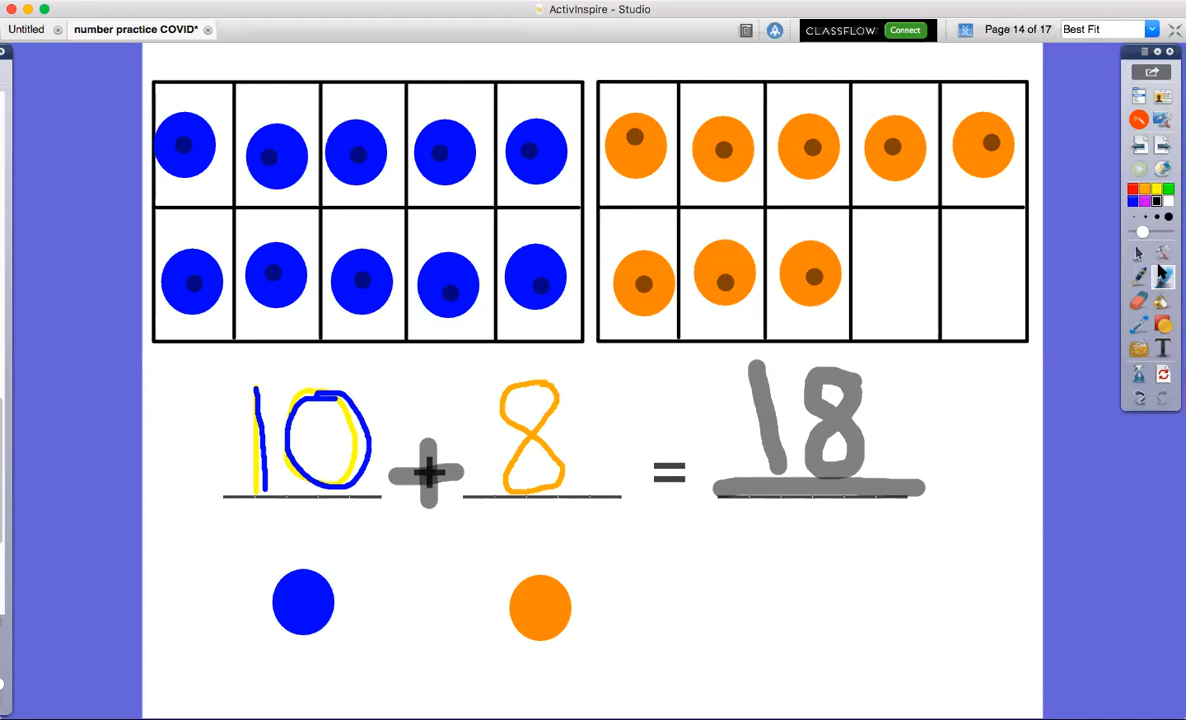 ActivInspire - Studio
Untitled
number practice COVID*
CLASSFLOW Connect
Page 14 of 17
Best Fit
10 + 8 = 18